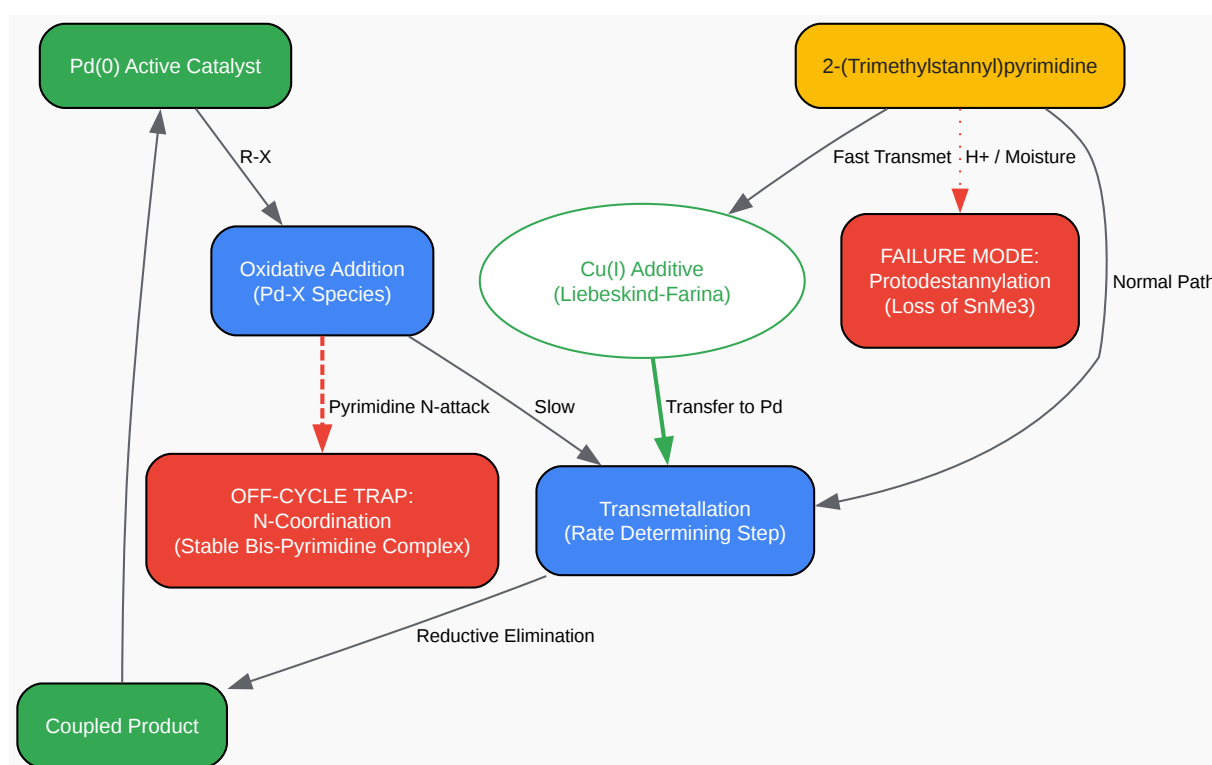 Pd(0) Active Catalyst
2-(Trimethylstannyl)pyrimidine
R-X
Fast Transmet
H+ / Moisture
Oxidative Addition
(Pd-X Species)
Cu(I) Additive
(Liebeskind-Farina)
FAILURE MODE:
Protodestannylation
(Loss of SnMe3)
Normal Path
Pyrimidine N-attack
Slow
Transfer to Pd
OFF-CYCLE TRAP:
N-Coordination
(Stable Bis-Pyrimidine Complex)
Transmetallation
(Rate Determining Step)
Reductive Elimination
Coupled Product